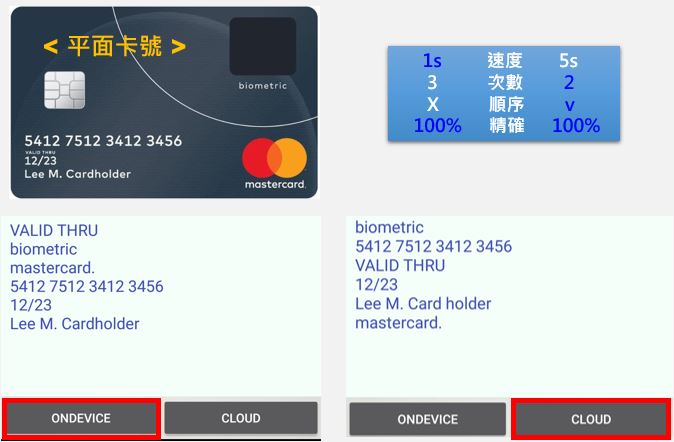 < 平面卡號 >
biometric
5412 7512 3412 3456
VALID THRU
12/23
Lee M. Cardholder
mastercard.
1s 速度 5s
3 次數 2
X 順序 v
100% 精確 100%
VALID THRU
biometric
mastercard.
5412 7512 3412 3456
12/23
Lee M. Cardholder
ONDEVICE CLOUD
biometric
5412 7512 3412 3456
VALID THRU
12/23
Lee M. Card holder
mastercard.
ONDEVICE CLOUD